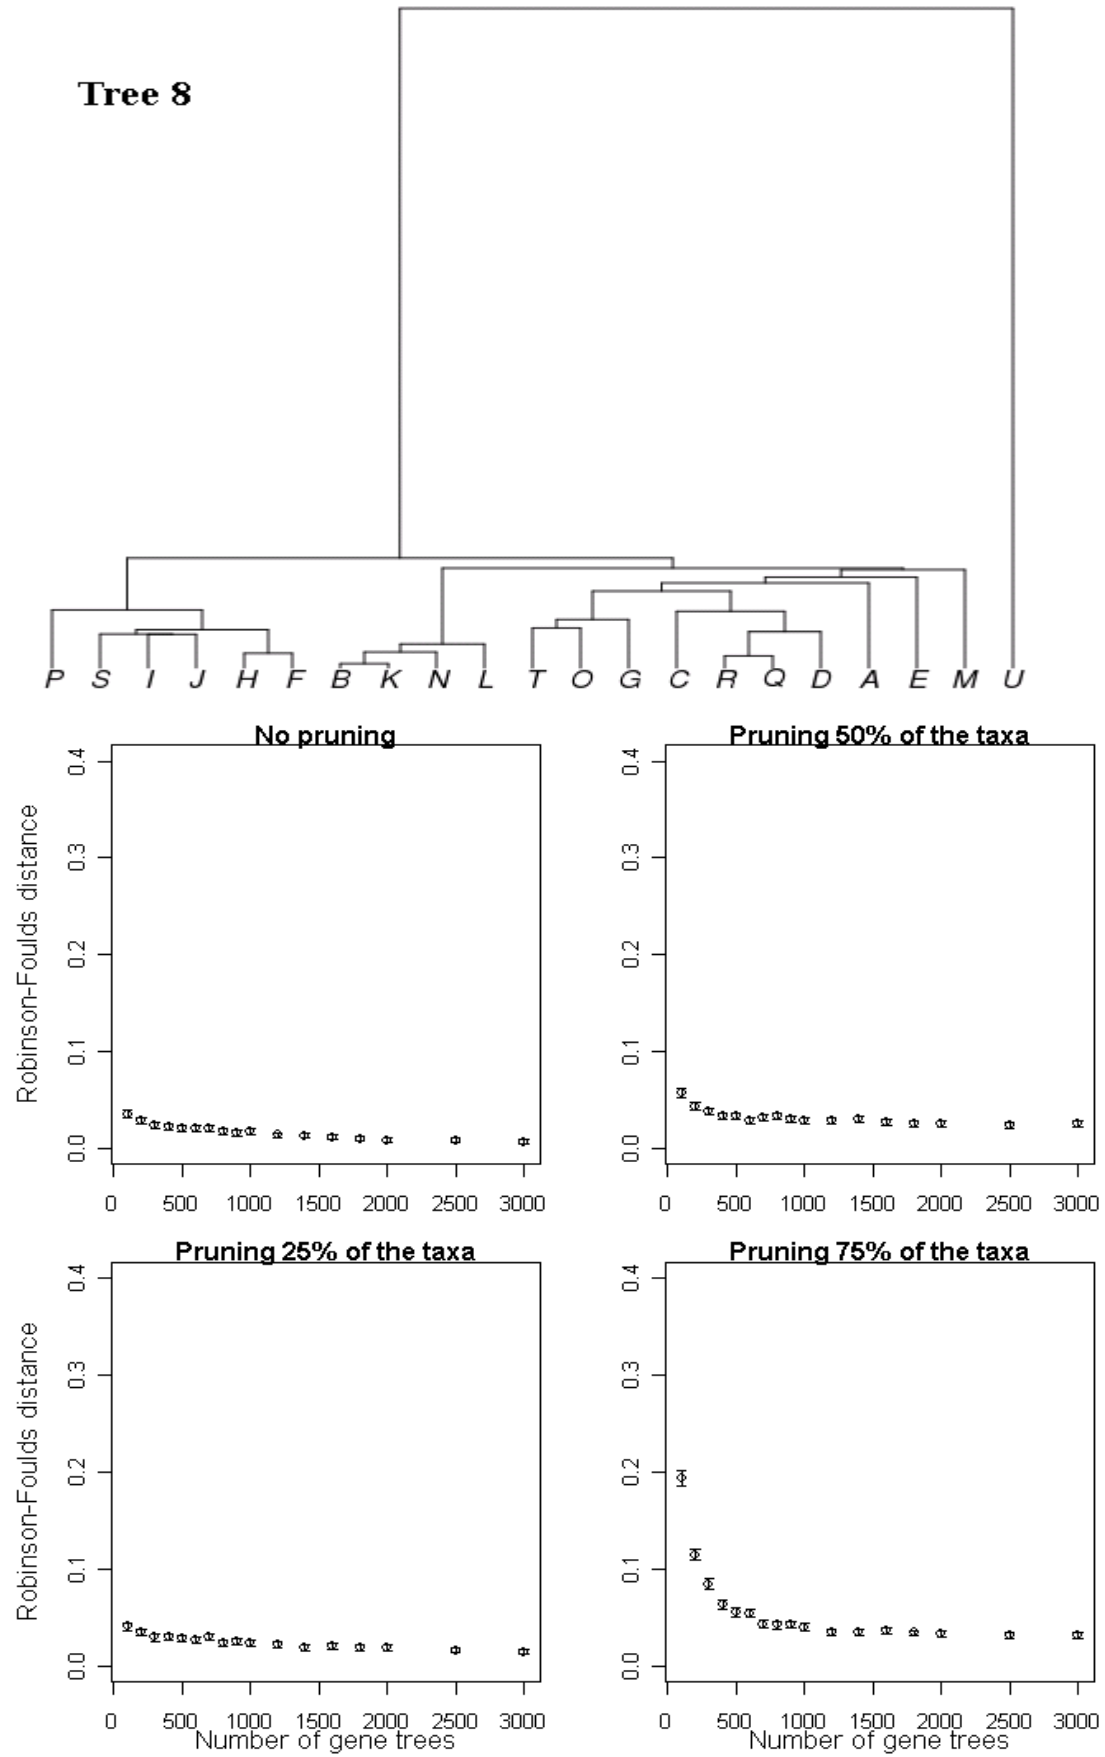 Tree 8
P S I J H F B K N L T O G C R Q D A E M U
No pruning
Robinson-Foulds distance
0.4
0.3
0.2
0.1
0.0
0 500 1000 1500 2000 2500 3000
Pruning 50% of the taxa
0.4
0.3
0.2
0.1
0.0
0 500 1000 1500 2000 2500 3000
Pruning 25% of the taxa
Robinson-Foulds distance
0.4
0.3
0.2
0.1
0.0
0 500 1000 1500 2000 2500 3000
Number of gene trees
Pruning 75% of the taxa
0.4
0.3
0.2
0.1
0.0
0 500 1000 1500 2000 2500 3000
Number of gene trees